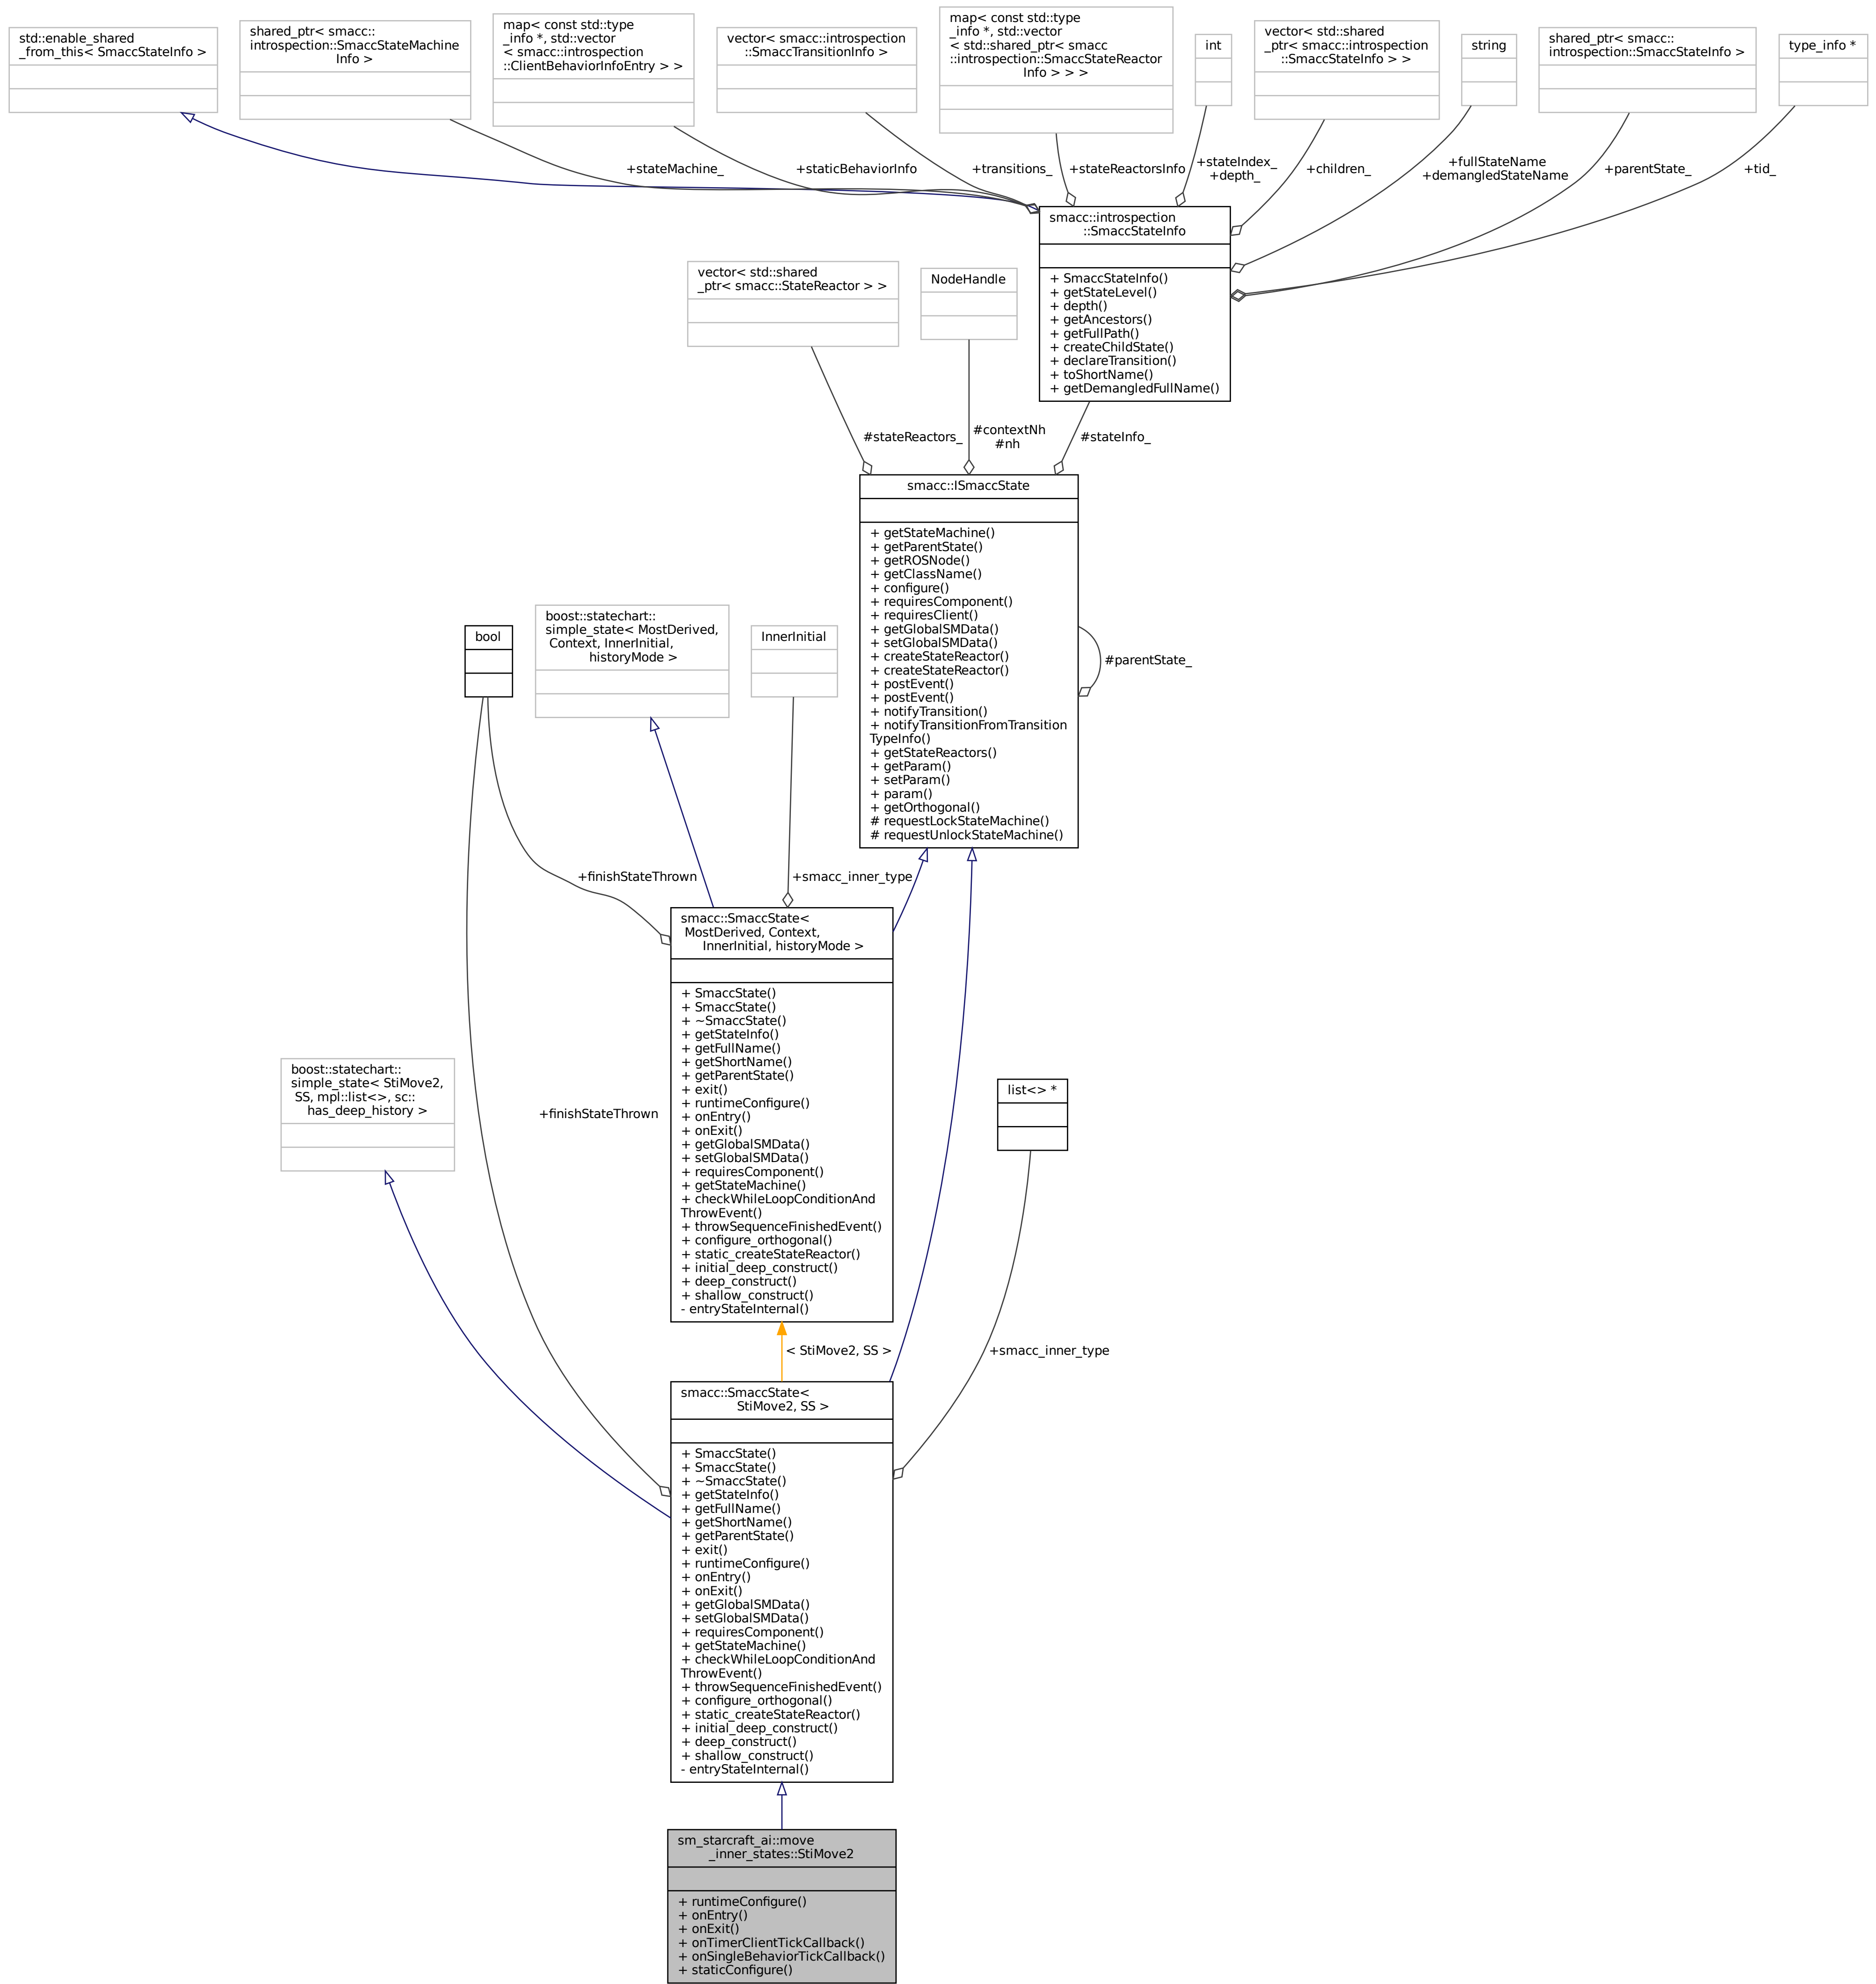 std::enable_shared
_from_this< SmaccStateInfo >
shared_ptr< smacc::
introspection::SmaccStateMachine
Info >
map< const std::type
_info *, std::vector
< smacc::introspection
::ClientBehaviorInfoEntry > >
vector< smacc::introspection
::SmaccTransitionInfo >
map< const std::type
_info *, std::vector
< std::shared_ptr< smacc
::introspection::SmaccStateReactor
Info > > >
int
vector< std::shared
_ptr< smacc::introspection
::SmaccStateInfo > >
string
shared_ptr< smacc::
introspection::SmaccStateInfo >
type_info *
+stateMachine_
+staticBehaviorInfo
+transitions_
+stateReactorsInfo
+stateIndex_
+depth_
+children_
+fullStateName
+demangledStateName
+parentState_
+tid_
smacc::introspection
::SmaccStateInfo
+ SmaccStateInfo()
+ getStateLevel()
+ depth()
+ getAncestors()
+ getFullPath()
+ createChildState()
+ declareTransition()
+ toShortName()
+ getDemangledFullName()
vector< std::shared
_ptr< smacc::StateReactor > >
NodeHandle
#stateReactors_
#contextNh
#nh
#stateInfo_
smacc::ISmaccState
+ getStateMachine()
+ getParentState()
+ getROSNode()
+ getClassName()
+ configure()
+ requiresComponent()
+ requiresClient()
+ getGlobalSMData()
+ setGlobalSMData()
+ createStateReactor()
+ createStateReactor()
+ postEvent()
+ postEvent()
+ notifyTransition()
+ notifyTransitionFromTransition
TypeInfo()
+ getStateReactors()
+ getParam()
+ setParam()
+ param()
+ getOrthogonal()
# requestLockStateMachine()
# requestUnlockStateMachine()
#parentState_
bool
boost::statechart::
simple_state< MostDerived,
Context, InnerInitial,
historyMode >
InnerInitial
+finishStateThrown
+smacc_inner_type
smacc::SmaccState<
MostDerived, Context,
InnerInitial, historyMode >
+ SmaccState()
+ SmaccState()
+ ~SmaccState()
+ getStateInfo()
+ getFullName()
+ getShortName()
+ getParentState()
+ exit()
+ runtimeConfigure()
+ onEntry()
+ onExit()
+ getGlobalSMData()
+ setGlobalSMData()
+ requiresComponent()
+ getStateMachine()
+ checkWhileLoopConditionAnd
ThrowEvent()
+ throwSequenceFinishedEvent()
+ configure_orthogonal()
+ static_createStateReactor()
+ initial_deep_construct()
+ deep_construct()
+ shallow_construct()
- entryStateInternal()
boost::statechart::
simple_state< StiMove2,
SS, mpl::list<>, sc::
has_deep_history >
+finishStateThrown
list<> *
< StiMove2, SS >
+smacc_inner_type
smacc::SmaccState<
StiMove2, SS >
+ SmaccState()
+ SmaccState()
+ ~SmaccState()
+ getStateInfo()
+ getFullName()
+ getShortName()
+ getParentState()
+ exit()
+ runtimeConfigure()
+ onEntry()
+ onExit()
+ getGlobalSMData()
+ setGlobalSMData()
+ requiresComponent()
+ getStateMachine()
+ checkWhileLoopConditionAnd
ThrowEvent()
+ throwSequenceFinishedEvent()
+ configure_orthogonal()
+ static_createStateReactor()
+ initial_deep_construct()
+ deep_construct()
+ shallow_construct()
- entryStateInternal()
sm_starcraft_ai::move
_inner_states::StiMove2
+ runtimeConfigure()
+ onEntry()
+ onExit()
+ onTimerClientTickCallback()
+ onSingleBehaviorTickCallback()
+ staticConfigure()